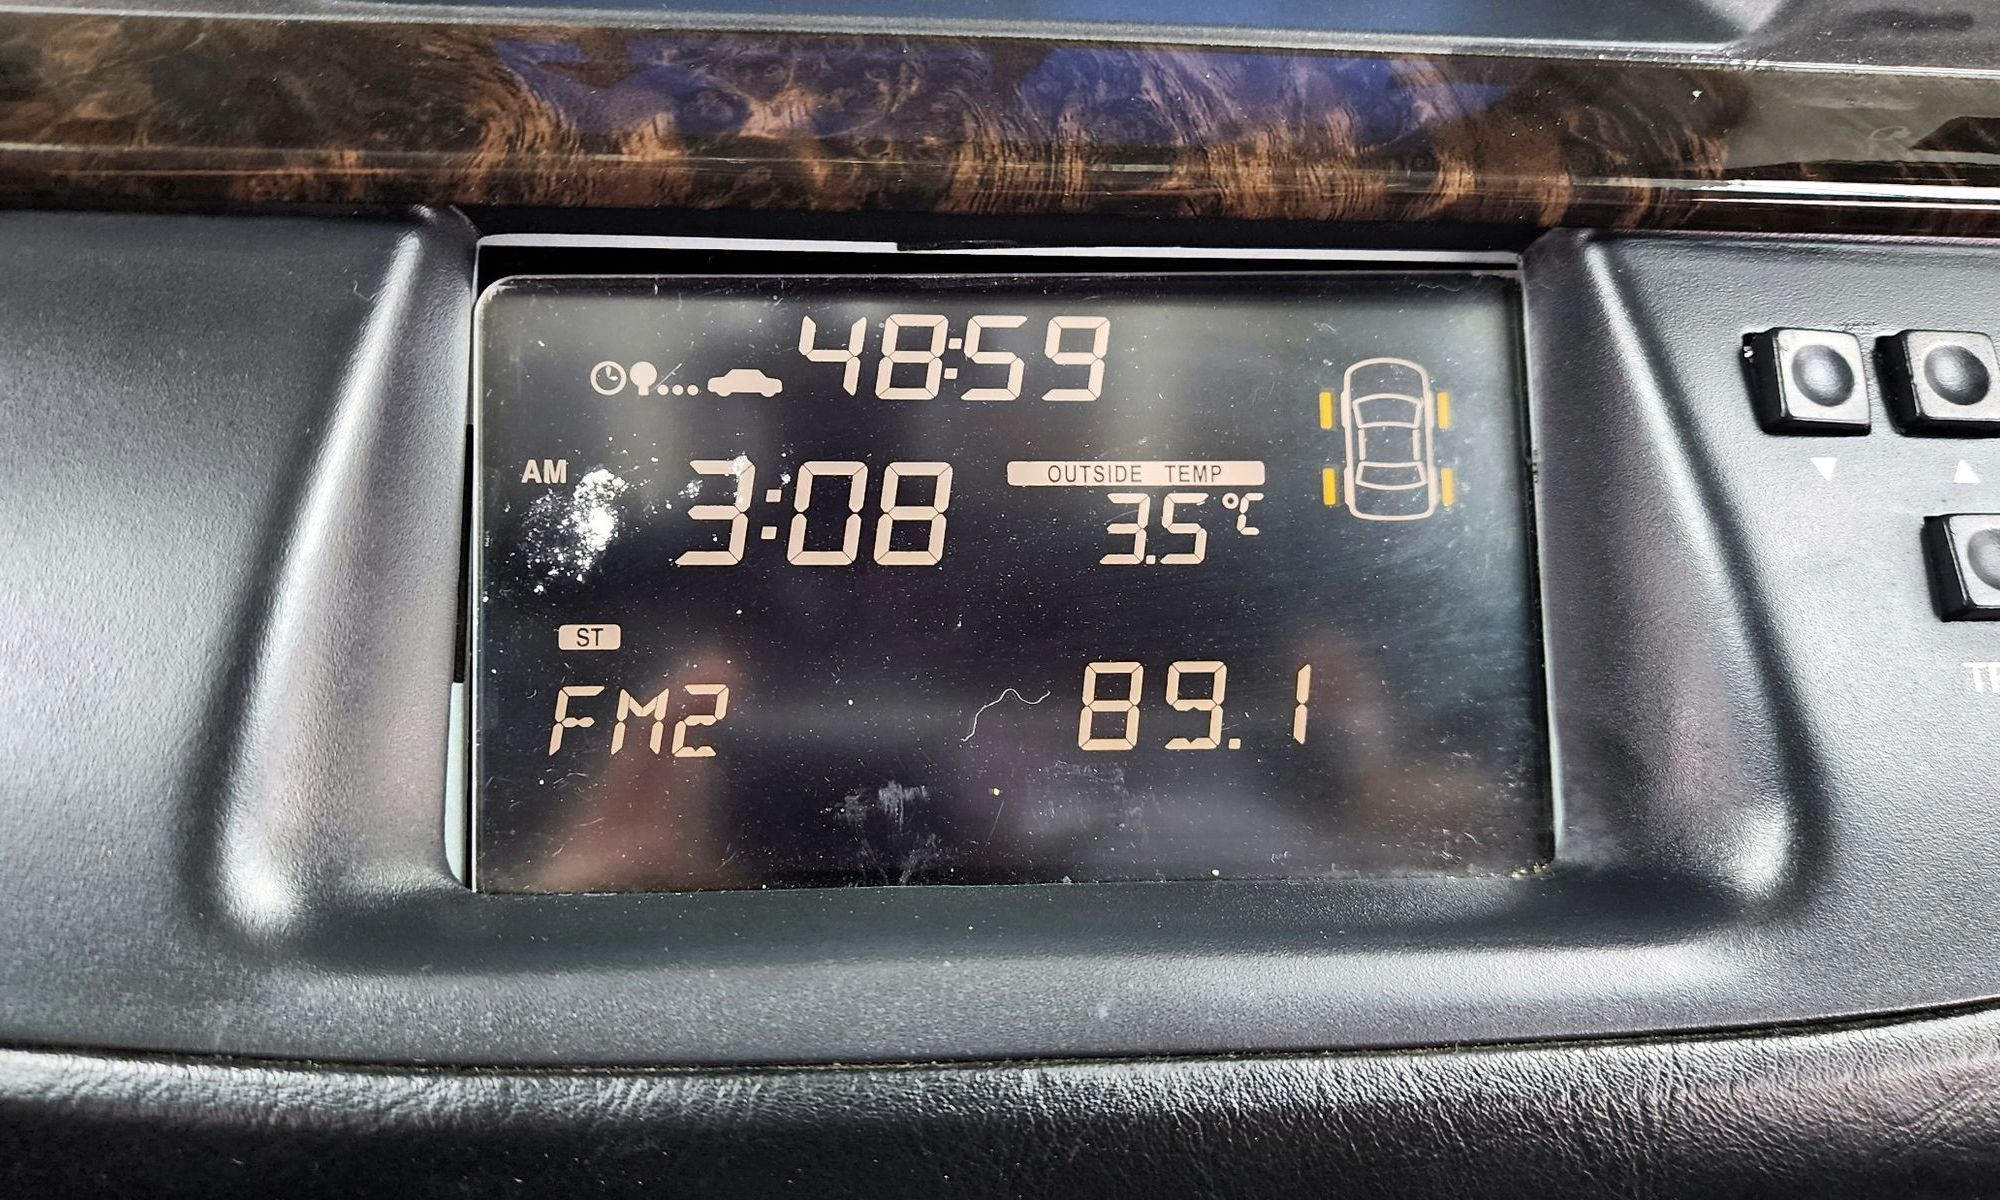 48:59
AM 3:08
OUTSIDE TEMP
3.5°C
ST
FM2 89.1